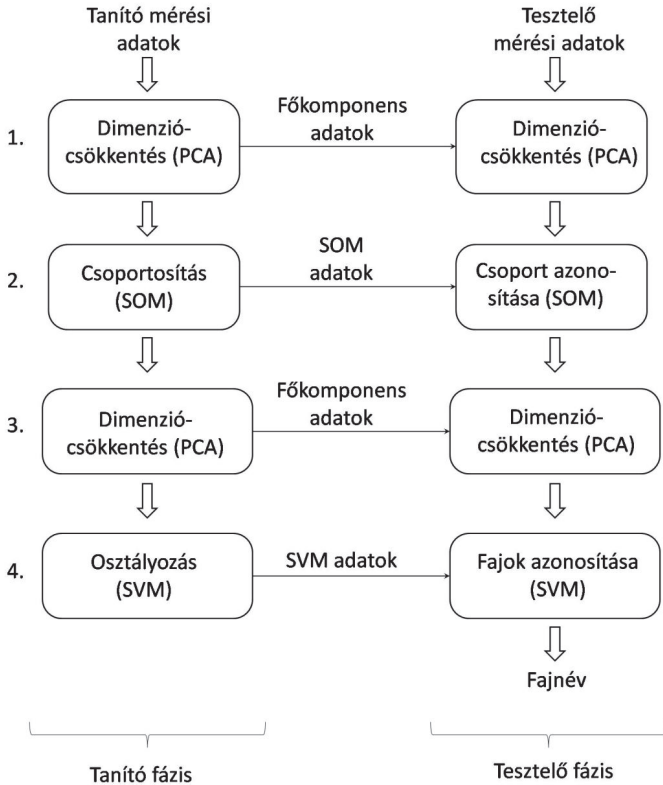 Tanító mérési
adatok
Tesztelő
mérési adatok
1.
Dimenzió-
csökkentés (PCA)
Főkomponens
adatok
Dimenzió-
csökkentés (PCA)
2.
Csoportosítás
(SOM)
SOM
adatok
Csoport azono-
sítása (SOM)
3.
Dimenzió-
csökkentés (PCA)
Főkomponens
adatok
Dimenzió-
csökkentés (PCA)
4.
Osztályozás
(SVM)
SVM adatok
Fajok azonosítása
(SVM)
Fajnév
Tanító fázis
Tesztelő fázis